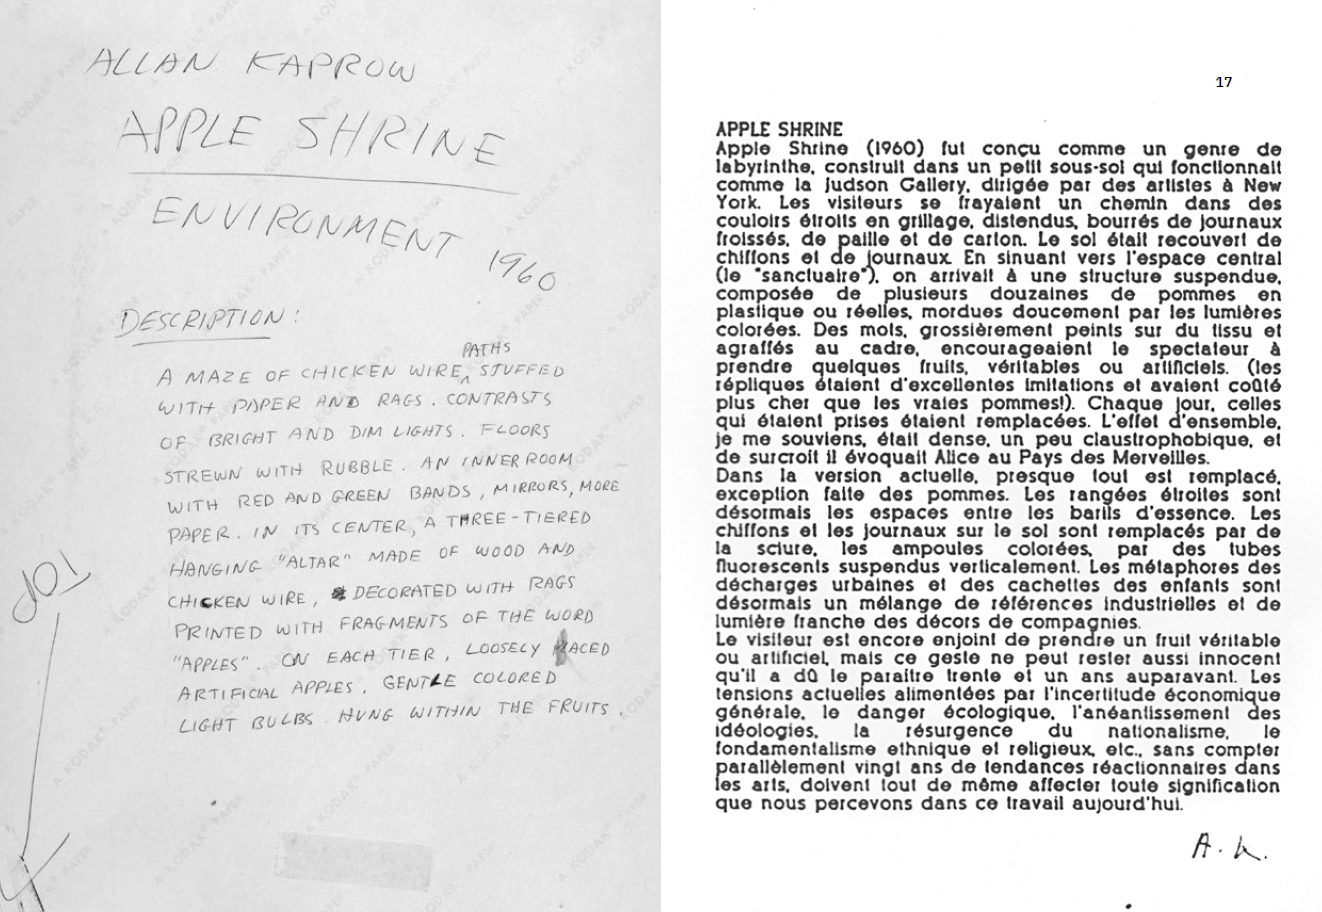 ALLAN KAPROW
APPLE SHRINE
ENVIRONMENT 1960
DESCRIPTION:
A MAZE OF CHICKEN WIRE PATHS STUFFED
WITH PAPER AND RAGS. CONTRASTS
OF BRIGHT AND DIM LIGHTS. FLOORS
STREWN WITH RUBBLE. AN INNER ROOM
WITH RED AND GREEN BANDS, MIRRORS, MORE
PAPER. IN ITS CENTER, A THREE-TIERED
HANGING "ALTAR" MADE OF WOOD AND
CHICKEN WIRE, DECORATED WITH RAGS
PRINTED WITH FRAGMENTS OF THE WORD
"APPLES". ON EACH TIER, LOOSELY PLACED
ARTIFICIAL APPLES. GENTLE COLORED
LIGHT BULBS HUNG WITHIN THE FRUITS.
TOP
17
APPLE SHRINE
Apple Shrine (1960) fut conçu comme un genre de
labyrinthe, construit dans un petit sous-sol qui fonctionnait
comme la Judson Gallery, dirigée par des artistes à New
York. Les visiteurs se frayaient un chemin dans des
couloirs étroits en grillage, distendus, bourrés de journaux
froissés, de paille et de carton. Le sol était recouvert de
chiffons et de journaux. En sinuant vers l'espace central
(le "sanctuaire"), on arrivait à une structure suspendue,
composée de plusieurs douzaines de pommes en
plastique ou réelles, mordues doucement par les lumières
colorées. Des mots, grossièrement peints sur du tissu et
agraffés au cadre, encourageaient le spectateur à
prendre quelques fruits, véritables ou artificiels. (les
répliques étaient d'excellentes imitations et avaient coûté
plus cher que les vraies pommes!). Chaque jour, celles
qui étaient prises étaient remplacées. L'effet d'ensemble,
je me souviens, était dense, un peu claustrophobique, et
de surcroit il évoquait Alice au Pays des Merveilles.
Dans la version actuelle, presque tout est remplacé,
exception faite des pommes. Les rangées étroites sont
désormais les espaces entre les barils d'essence. Les
chiffons et les journaux sur le sol sont remplacés par de
la sciure, les ampoules colorées, par des tubes
fluorescents suspendus verticalement. Les métaphores des
décharges urbaines et des cachettes des enfants sont
désormais un mélange de références industrielles et de
lumière franche des décors de compagnies.
Le visiteur est encore enjoint de prendre un fruit véritable
ou artificiel, mais ce geste ne peut rester aussi innocent
qu'il a dû le paraitre trente et un ans auparavant. Les
tensions actuelles alimentées par l'incertitude économique
générale, le danger écologique, l'anéantissement des
idéologies, la résurgence du nationalisme, le
fondamentalisme ethnique et religieux, etc., sans compter
parallèlement vingt ans de tendances réactionnaires dans
les arts, doivent tout de même affecter toute signification
que nous percevons dans ce travail aujourd'hui.
A. K.